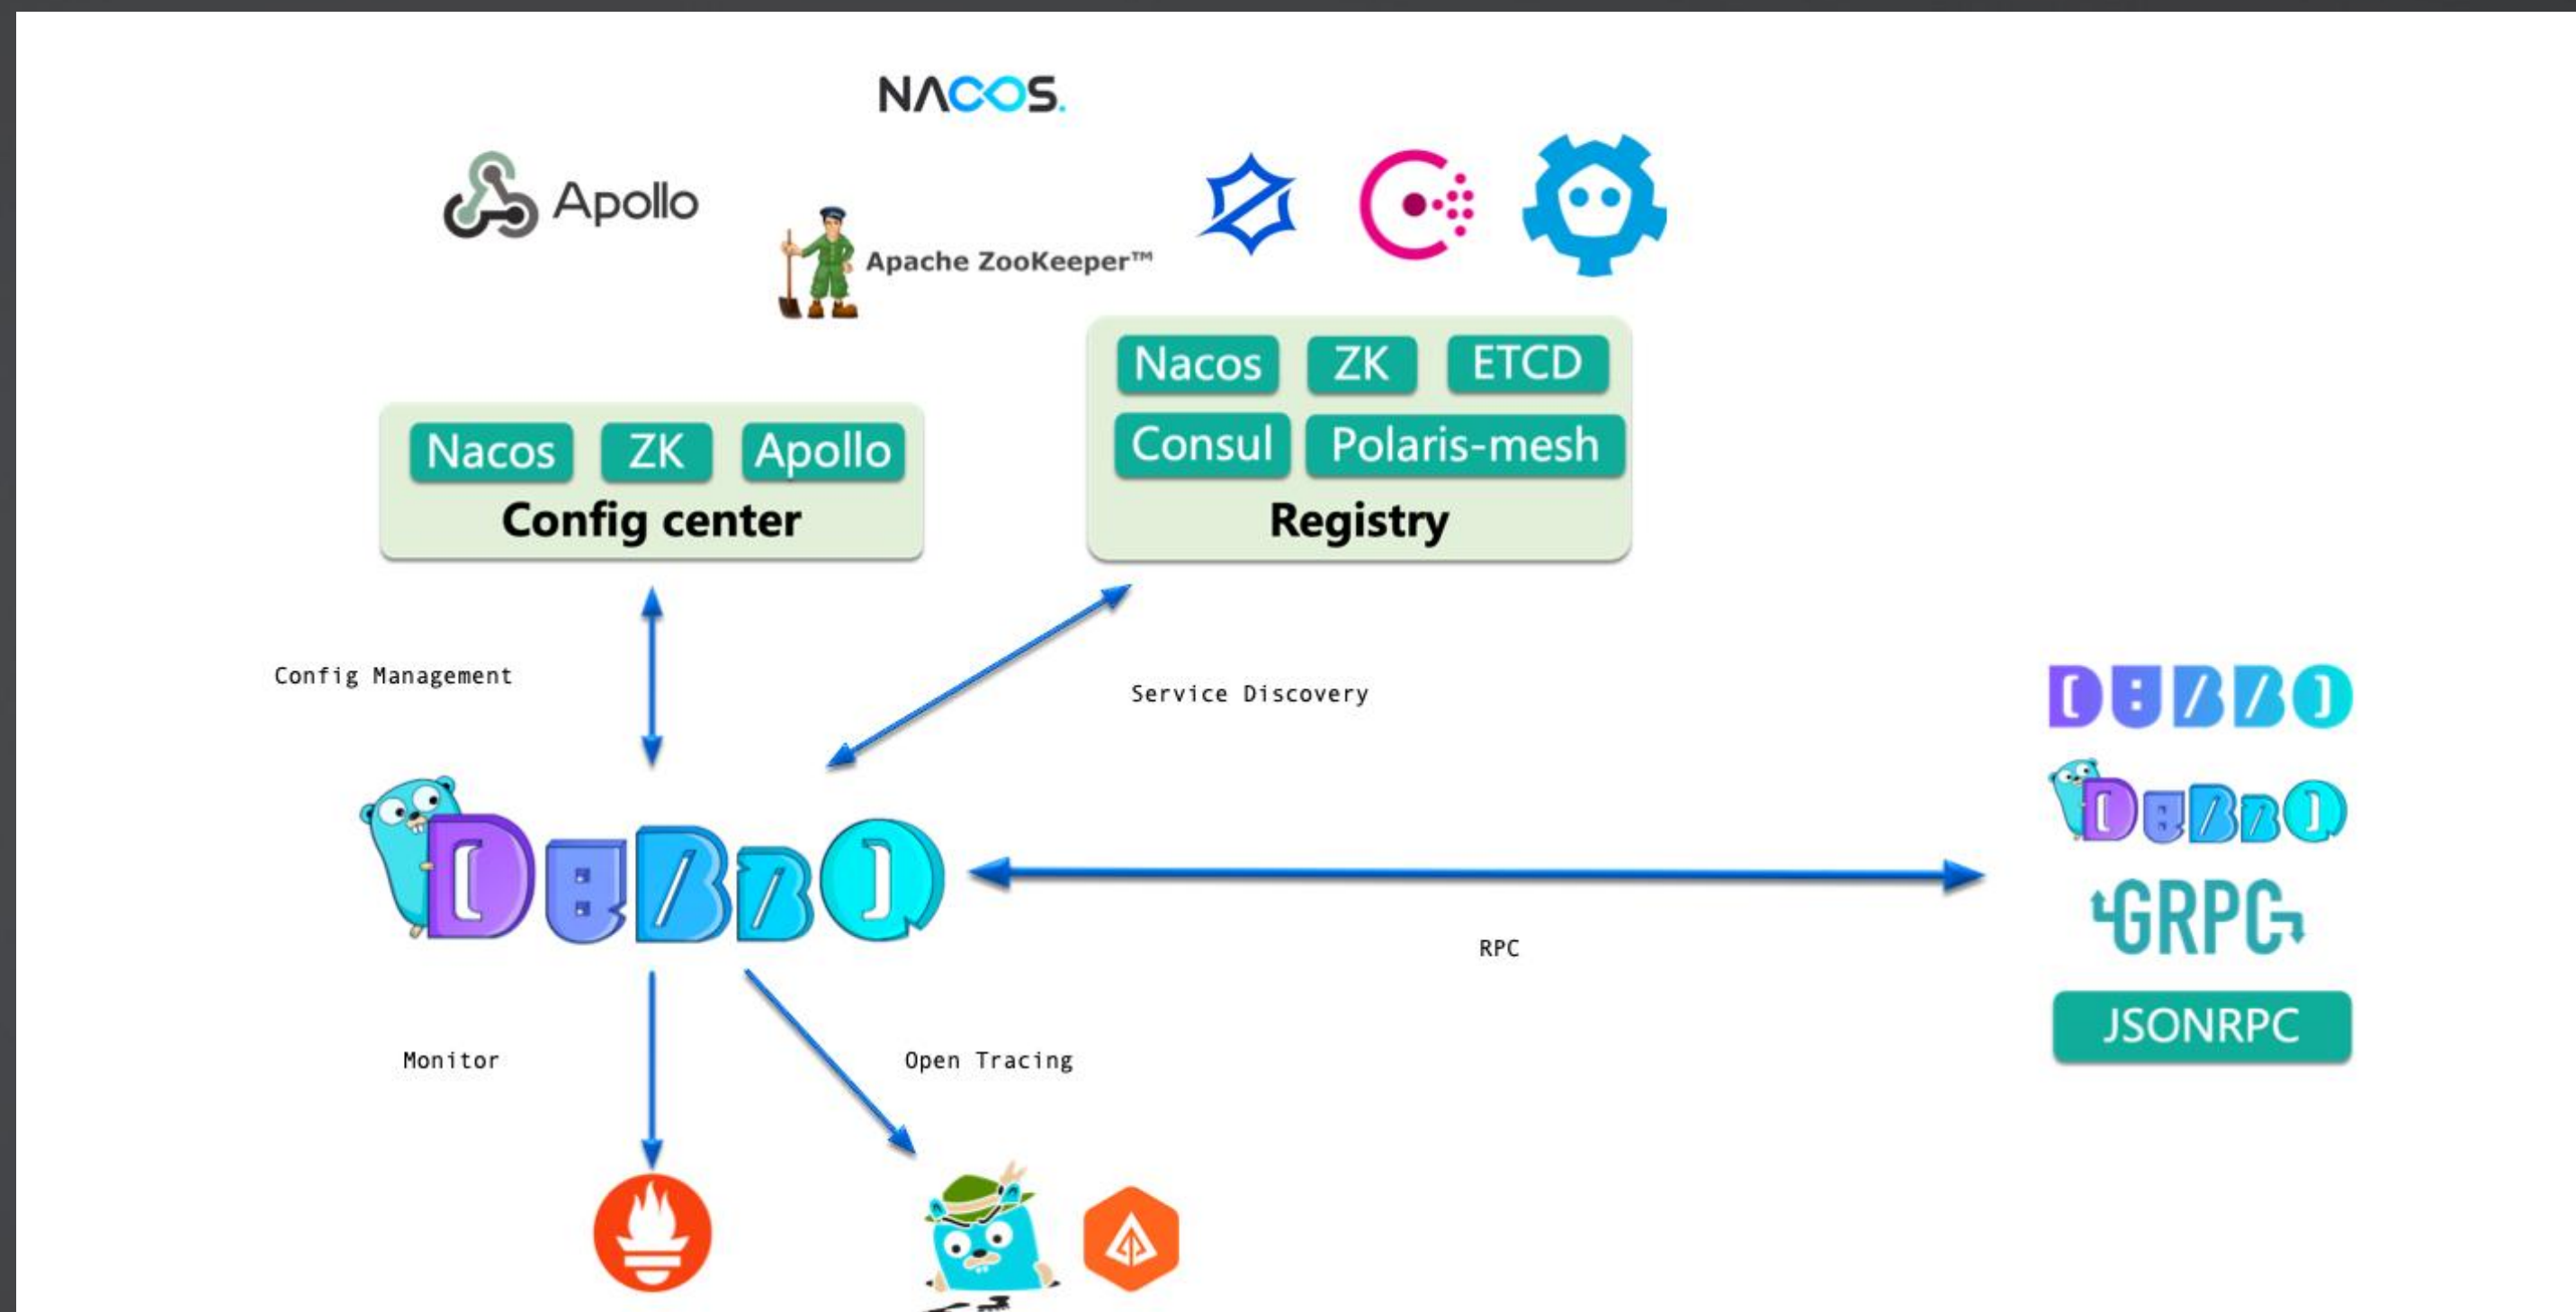 NACOS.
Apollo
Apache ZooKeeper™
Nacos ZK ETCD
Consul Polaris-mesh
Registry
Nacos ZK Apollo
Config center
Config Management
Service Discovery
DUBBO
DUBBO
DUBBO
GRPC
RPC
JSONRPC
Monitor
Open Tracing